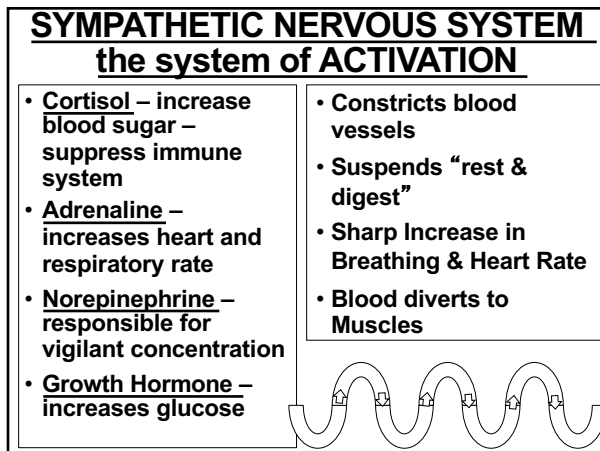 SYMPATHETIC NERVOUS SYSTEM
the system of ACTIVATION
• Cortisol – increase
blood sugar –
suppress immune
system
• Adrenaline –
increases heart and
respiratory rate
• Norepinephrine –
responsible for
vigilant concentration
• Growth Hormone –
increases glucose
• Constricts blood
vessels
• Suspends “rest &
digest”
• Sharp Increase in
Breathing & Heart Rate
• Blood diverts to
Muscles